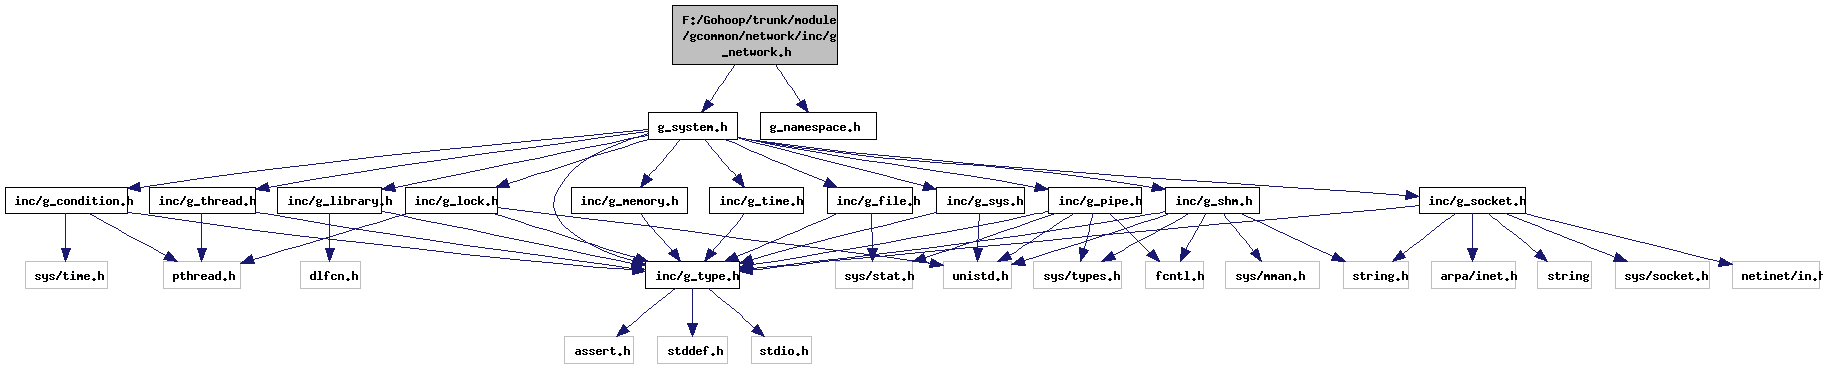 F:/Gohoop/trunk/module
/gcommon/network/inc/g
_network.h
g_system.h
g_namespace.h
inc/g_condition.h
inc/g_thread.h
inc/g_library.h
inc/g_lock.h
inc/g_memory.h
inc/g_time.h
inc/g_file.h
inc/g_sys.h
inc/g_pipe.h
inc/g_shm.h
inc/g_socket.h
sys/time.h
pthread.h
dlfcn.h
inc/g_type.h
sys/stat.h
unistd.h
sys/types.h
fcntl.h
sys/mman.h
string.h
arpa/inet.h
string
sys/socket.h
netinet/in.h
assert.h
stddef.h
stdio.h